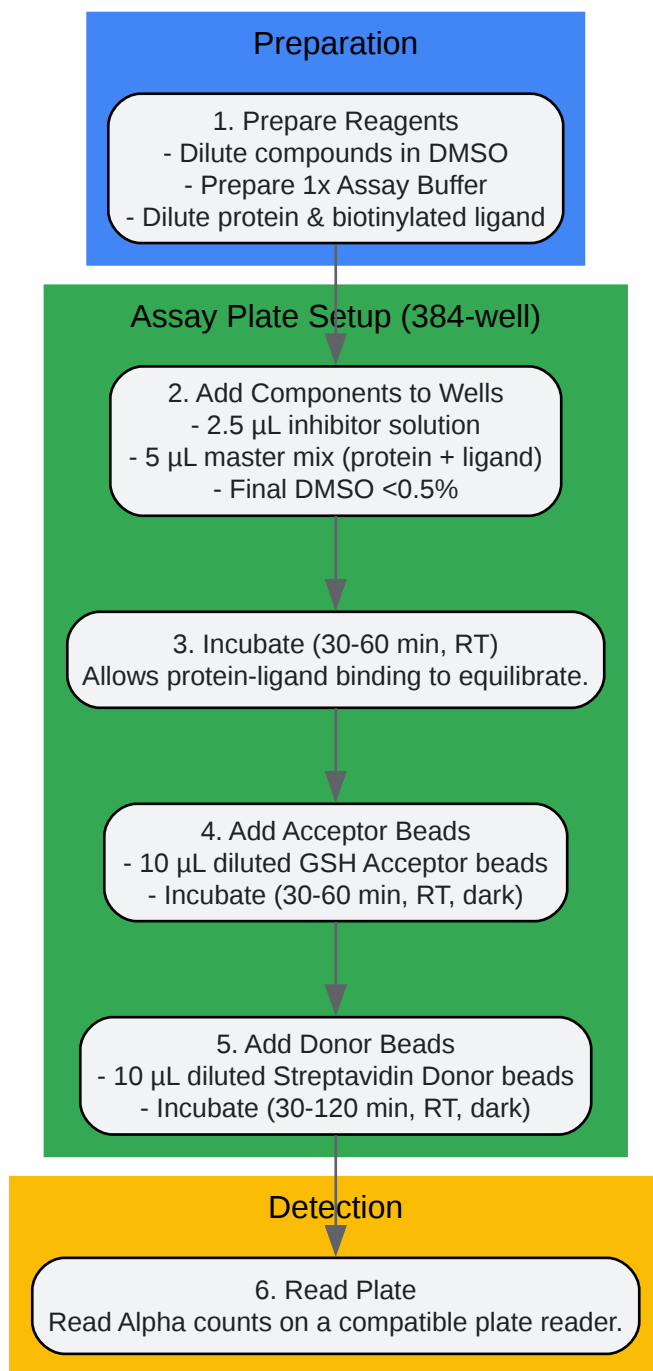 Preparation
1. Prepare Reagents
- Dilute compounds in DMSO
- Prepare 1x Assay Buffer
- Dilute protein & biotinylated ligand
Assay Plate Setup (384-well)
2. Add Components to Wells
- 2.5 µL inhibitor solution
- 5 µL master mix (protein + ligand)
- Final DMSO <0.5%
3. Incubate (30-60 min, RT)
Allows protein-ligand binding to equilibrate.
4. Add Acceptor Beads
- 10 µL diluted GSH Acceptor beads
- Incubate (30-60 min, RT, dark)
5. Add Donor Beads
- 10 µL diluted Streptavidin Donor beads
- Incubate (30-120 min, RT, dark)
Detection
6. Read Plate
Read Alpha counts on a compatible plate reader.